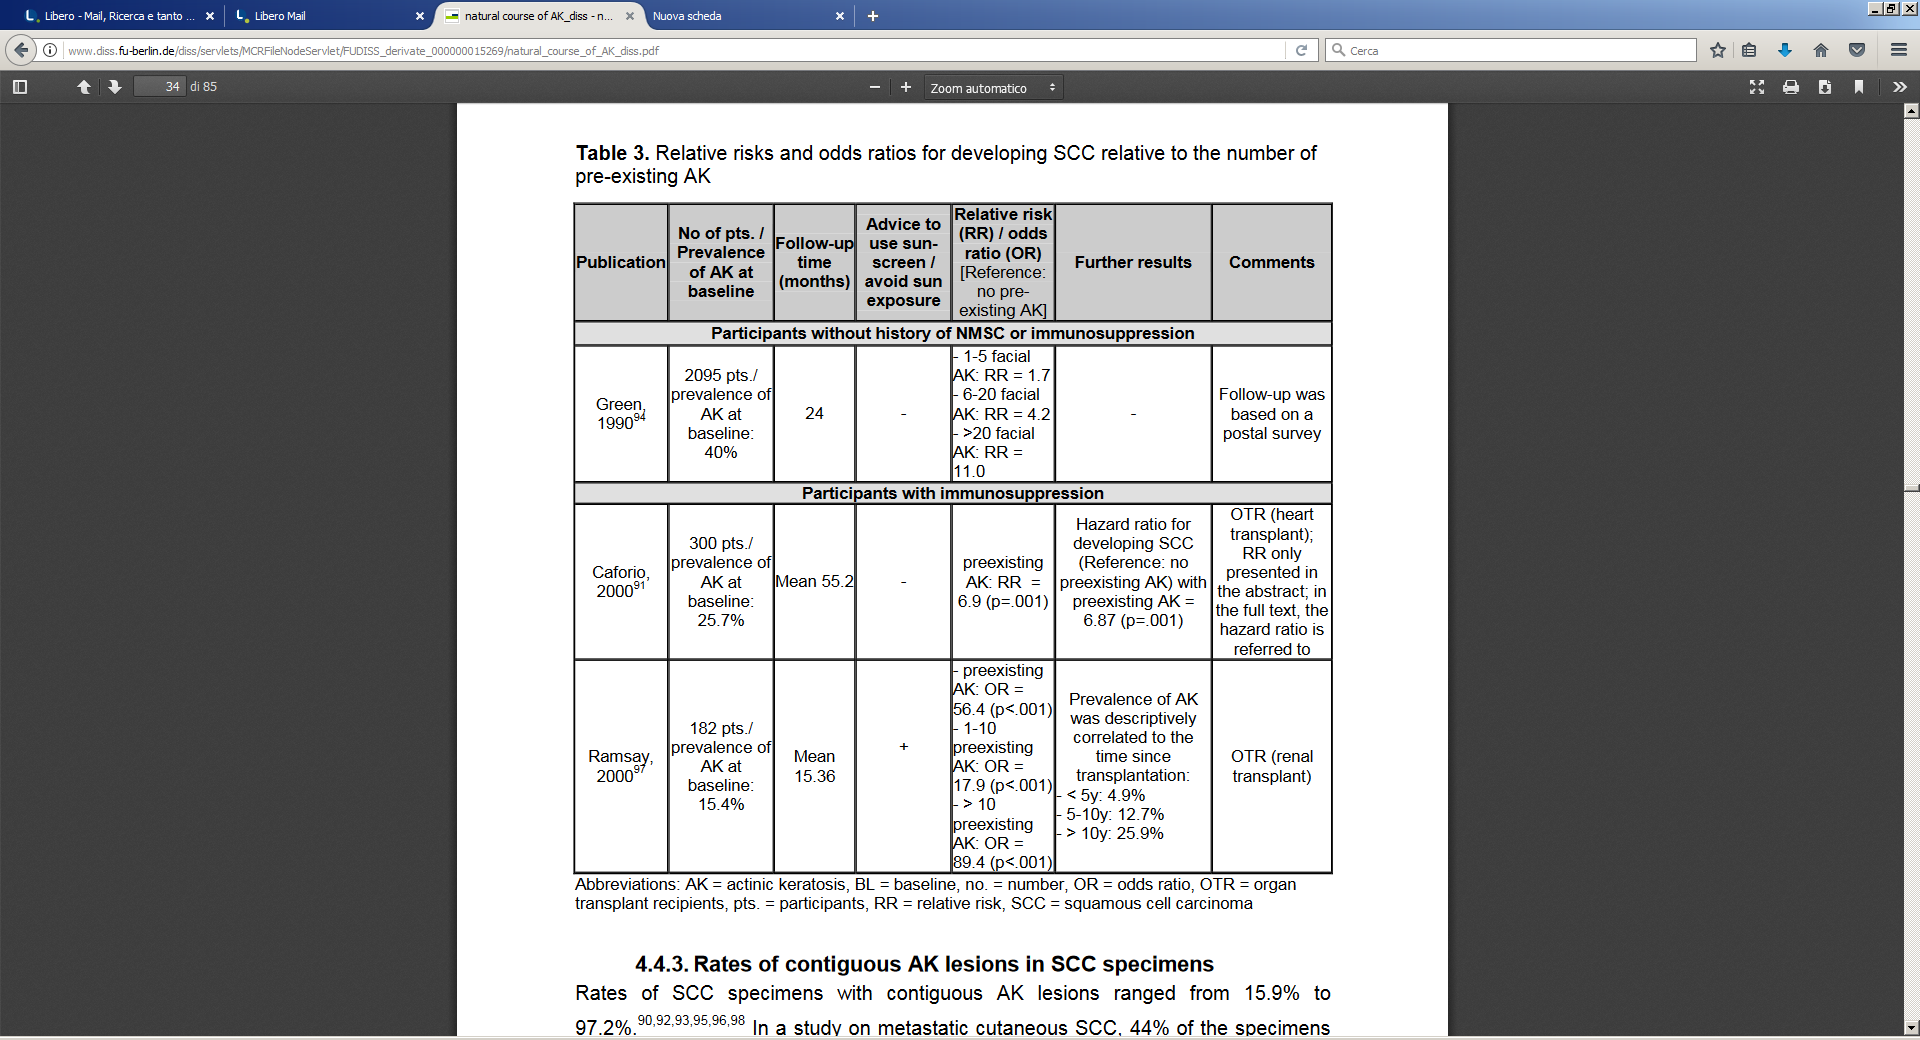 Libero - Mail, Ricerca e tanto ...
Libero Mail
natural course of AK_diss - n...
Nuova scheda
www.diss.fu-berlin.de/diss/servlets/MCRFileNodeServlet/FUDISS_derivate_000000015269/natural_course_of_AK_diss.pdf
Cerca
34 di 85
Zoom automatico
Table 3. Relative risks and odds ratios for developing SCC relative to the number of
pre-existing AK
Publication
No of pts. /
Prevalence
of AK at
baseline
Follow-up
time
(months)
Advice to
use sun-
screen /
avoid sun
exposure
Relative risk
(RR) / odds
ratio (OR)
[Reference:
no pre-
existing AK]
Further results
Comments
Participants without history of NMSC or immunosuppression
Green,
199094
2095 pts./
prevalence of
AK at
baseline:
40%
24
-
- 1-5 facial
AK: RR = 1.7
- 6-20 facial
AK: RR = 4.2
- >20 facial
AK: RR =
11.0
-
Follow-up was
based on a
postal survey
Participants with immunosuppression
Caforio,
200091
300 pts./
prevalence of
AK at
baseline:
25.7%
Mean 55.2
-
preexisting
AK: RR =
6.9 (p=.001)
Hazard ratio for
developing SCC
(Reference: no
preexisting AK) with
preexisting AK =
6.87 (p=.001)
OTR (heart
transplant);
RR only
presented in
the abstract; in
the full text, the
hazard ratio is
referred to
Ramsay,
200097
182 pts./
prevalence of
AK at
baseline:
15.4%
Mean
15.36
+
- preexisting
AK: OR =
56.4 (p<.001)
- 1-10
preexisting
AK: OR =
17.9 (p<.001)
- > 10
preexisting
AK: OR =
89.4 (p<.001)
Prevalence of AK
was descriptively
correlated to the
time since
transplantation:
- < 5y: 4.9%
- 5-10y: 12.7%
- > 10y: 25.9%
OTR (renal
transplant)
Abbreviations: AK = actinic keratosis, BL = baseline, no. = number, OR = odds ratio, OTR = organ
transplant recipients, pts. = participants, RR = relative risk, SCC = squamous cell carcinoma
4.4.3. Rates of contiguous AK lesions in SCC specimens
Rates of SCC specimens with contiguous AK lesions ranged from 15.9% to
97.2%.90,92,93,95,96,98 In a study on metastatic cutaneous SCC, 44% of the specimens